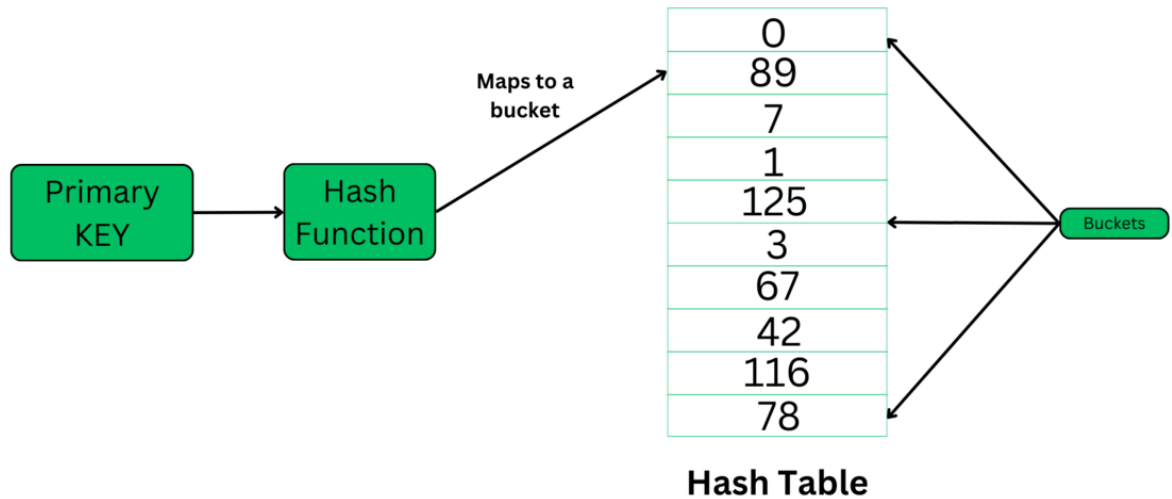 Primary
KEY
Hash
Function
Maps to a
bucket
0
89
7
1
125
3
67
42
116
78
Buckets
Hash Table